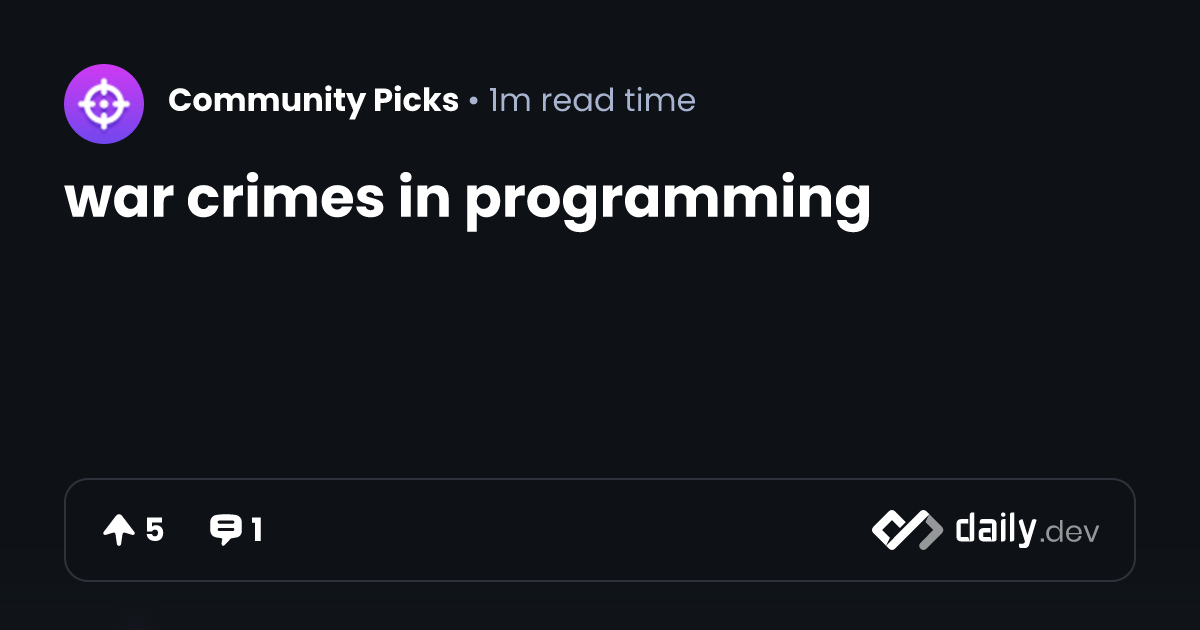 Community Picks • 1m read time
war crimes in programming
5 1 daily.dev